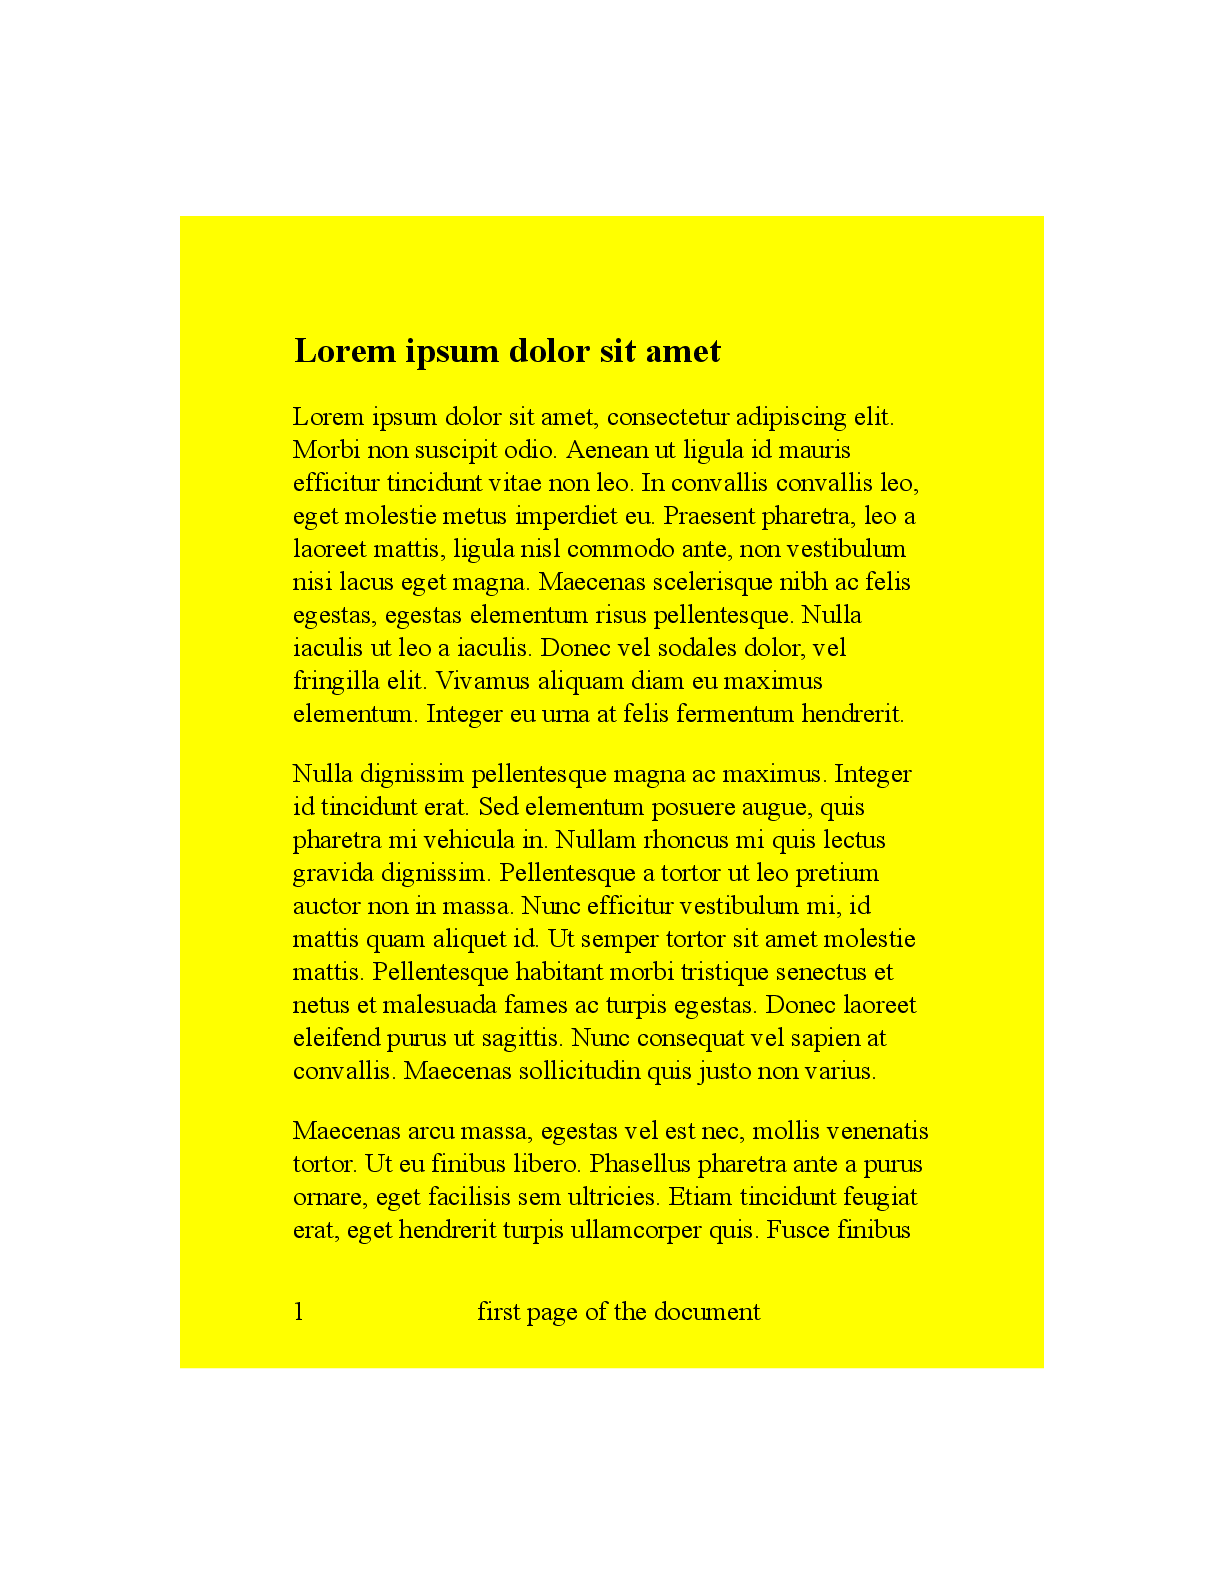 Lorem ipsum dolor sit amet
Lorem ipsum dolor sit amet, consectetur adipiscing elit.
Morbi non suscipit odio. Aenean ut ligula id mauris
efficitur tincidunt vitae non leo. In convallis convallis leo,
eget molestie metus imperdiet eu. Praesent pharetra, leo a
laoreet mattis, ligula nisl commodo ante, non vestibulum
nisi lacus eget magna. Maecenas scelerisque nibh ac felis
egestas, egestas elementum risus pellentesque. Nulla
iaculis ut leo a iaculis. Donec vel sodales dolor, vel
fringilla elit. Vivamus aliquam diam eu maximus
elementum. Integer eu urna at felis fermentum hendrerit.
Nulla dignissim pellentesque magna ac maximus. Integer
id tincidunt erat. Sed elementum posuere augue, quis
pharetra mi vehicula in. Nullam rhoncus mi quis lectus
gravida dignissim. Pellentesque a tortor ut leo pretium
auctor non in massa. Nunc efficitur vestibulum mi, id
mattis quam aliquet id. Ut semper tortor sit amet molestie
mattis. Pellentesque habitant morbi tristique senectus et
netus et malesuada fames ac turpis egestas. Donec laoreet
eleifend purus ut sagittis. Nunc consequat vel sapien at
convallis. Maecenas sollicitudin quis justo non varius.
Maecenas arcu massa, egestas vel est nec, mollis venenatis
tortor. Ut eu finibus libero. Phasellus pharetra ante a purus
ornare, eget facilisis sem ultricies. Etiam tincidunt feugiat
erat, eget hendrerit turpis ullamcorper quis. Fusce finibus
1 first page of the document